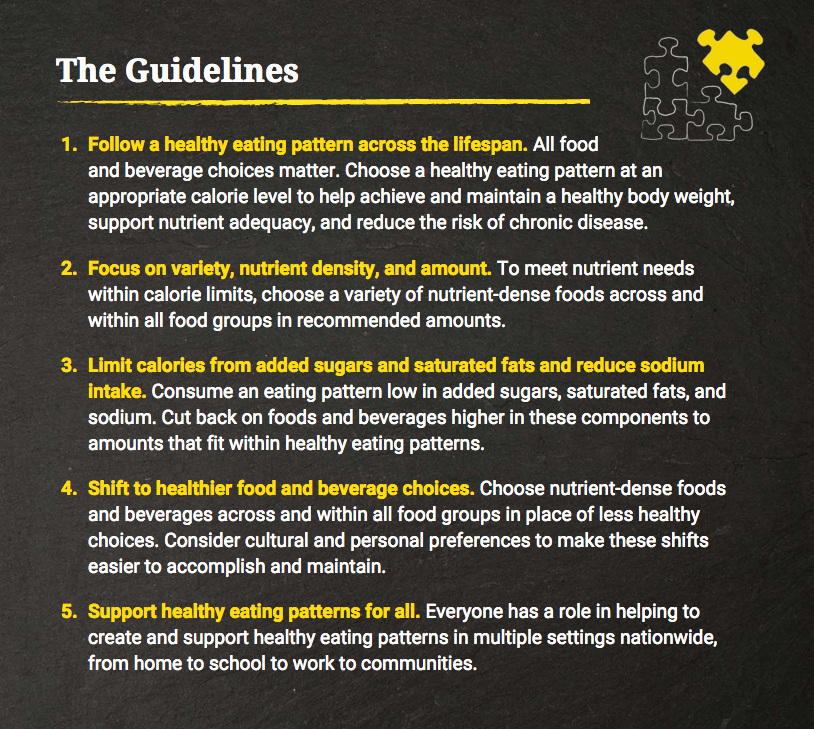 The Guidelines
1. Follow a healthy eating pattern across the lifespan. All food
and beverage choices matter. Choose a healthy eating pattern at an
appropriate calorie level to help achieve and maintain a healthy body weight,
support nutrient adequacy, and reduce the risk of chronic disease.
2. Focus on variety, nutrient density, and amount. To meet nutrient needs
within calorie limits, choose a variety of nutrient-dense foods across and
within all food groups in recommended amounts.
3. Limit calories from added sugars and saturated fats and reduce sodium
intake. Consume an eating pattern low in added sugars, saturated fats, and
sodium. Cut back on foods and beverages higher in these components to
amounts that fit within healthy eating patterns.
4. Shift to healthier food and beverage choices. Choose nutrient-dense foods
and beverages across and within all food groups in place of less healthy
choices. Consider cultural and personal preferences to make these shifts
easier to accomplish and maintain.
5. Support healthy eating patterns for all. Everyone has a role in helping to
create and support healthy eating patterns in multiple settings nationwide,
from home to school to work to communities.